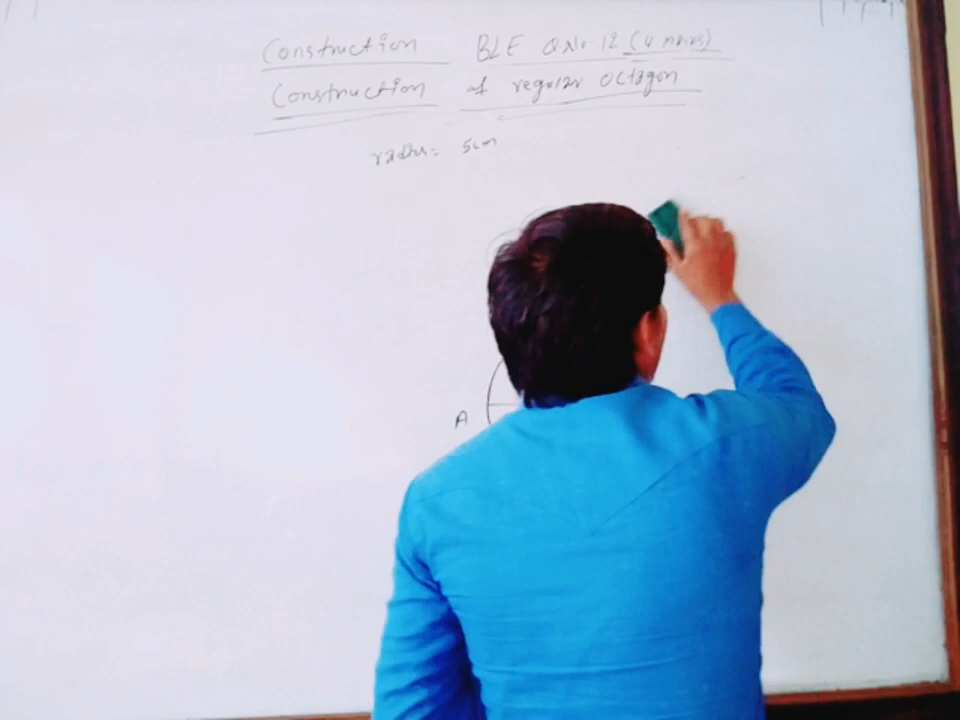 Construction BLE Q.No. 12 (4 marks)
Construction of regular octagon
radius = 5cm
A